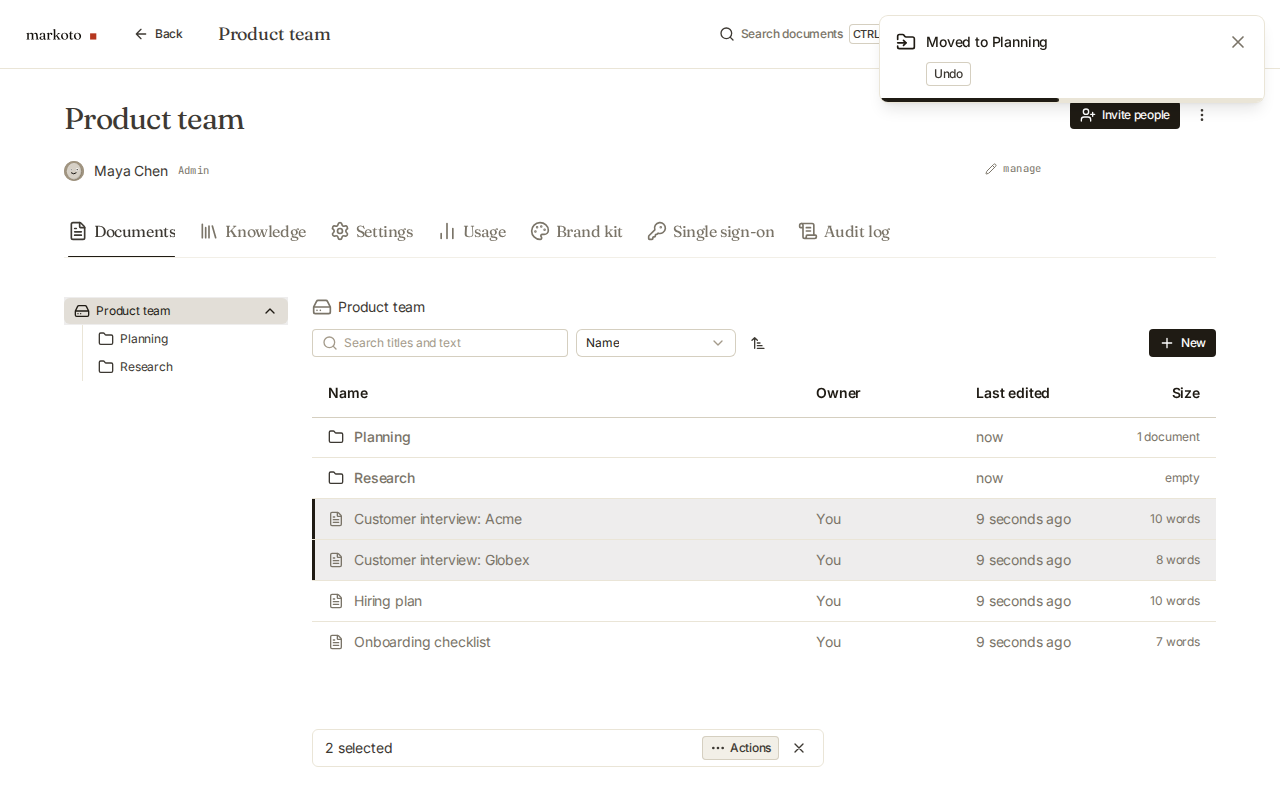 markoto
Back
Product team
Search documents
CTRL
Moved to Planning
Undo
Product team
Invite people
Maya Chen
Admin
manage
Documents
Knowledge
Settings
Usage
Brand kit
Single sign-on
Audit log
Product team
Planning
Research
Product team
Search titles and text
Name
New
Name Owner Last edited Size
Planning now 1 document
Research now empty
Customer interview: Acme You 9 seconds ago 10 words
Customer interview: Globex You 9 seconds ago 8 words
Hiring plan You 9 seconds ago 10 words
Onboarding checklist You 9 seconds ago 7 words
2 selected
Actions